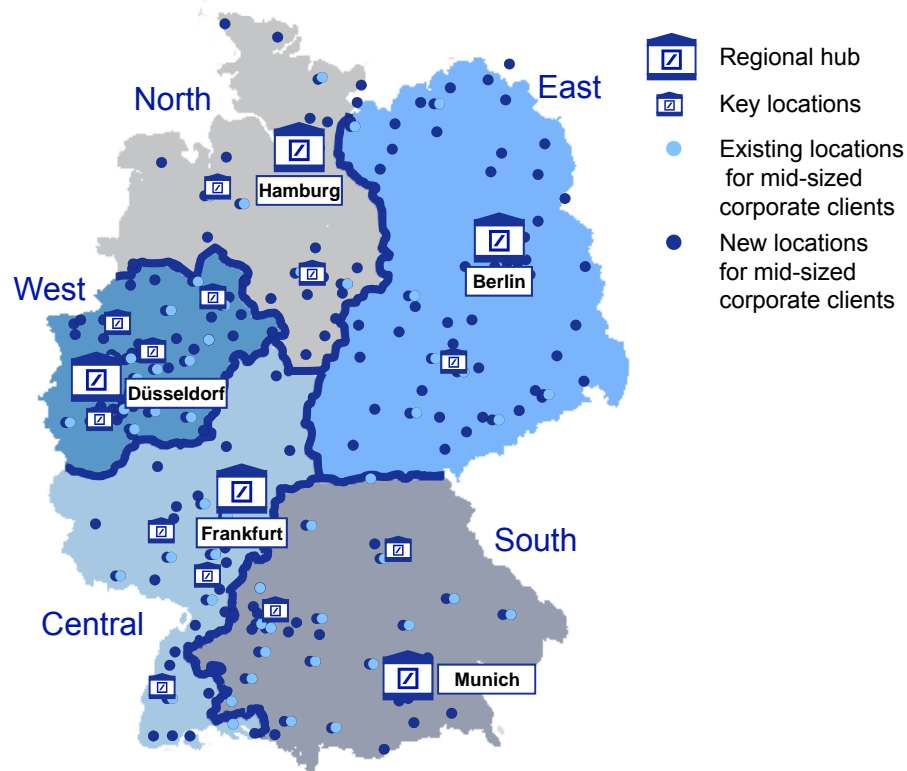 North
East
West
Central
South
Hamburg
Berlin
Düsseldorf
Frankfurt
Munich
Regional hub
Key locations
Existing locations
for mid-sized
corporate clients
New locations
for mid-sized
corporate clients